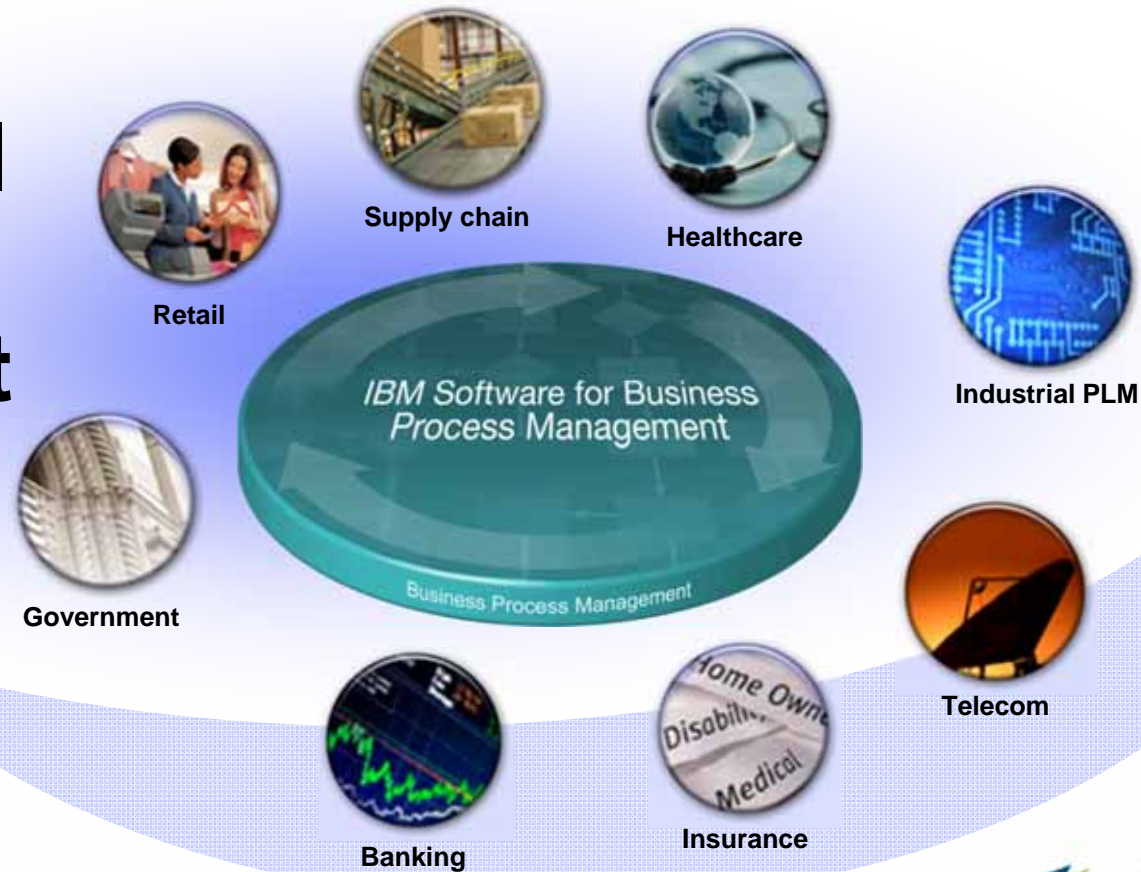 Supply chain
Healthcare
Retail
Industrial PLM
IBM Software for Business
Process Management
Government
Business Process Management
Telecom
Home Owne
Disabili
Medical
Insurance
Banking